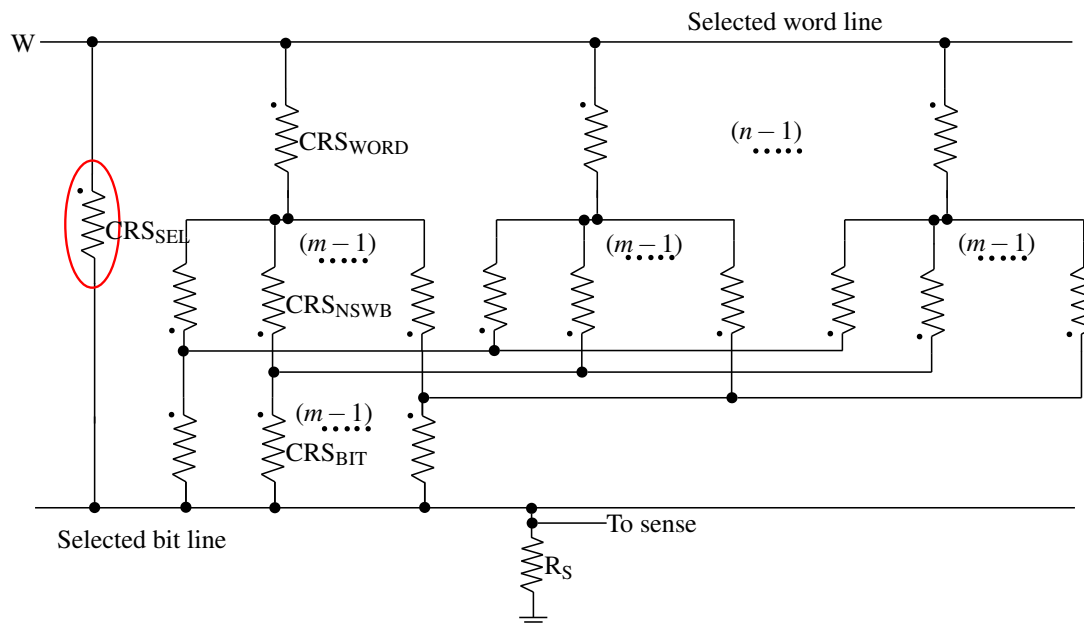 Selected word line
W
CRS_WORD
(n − 1)
CRS_SEL
(m − 1)
(m − 1)
(m − 1)
CRS_NSWB
(m − 1)
CRS_BIT
To sense
Selected bit line
R_S